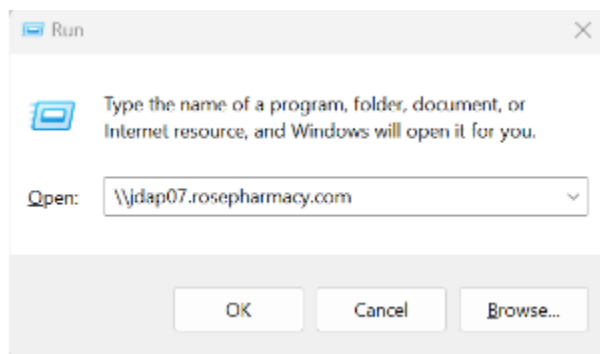 Run
Type the name of a program, folder, document, or
Internet resource, and Windows will open it for you.
Open: \\jdap07.rosepharmacy.com
OK Cancel Browse...